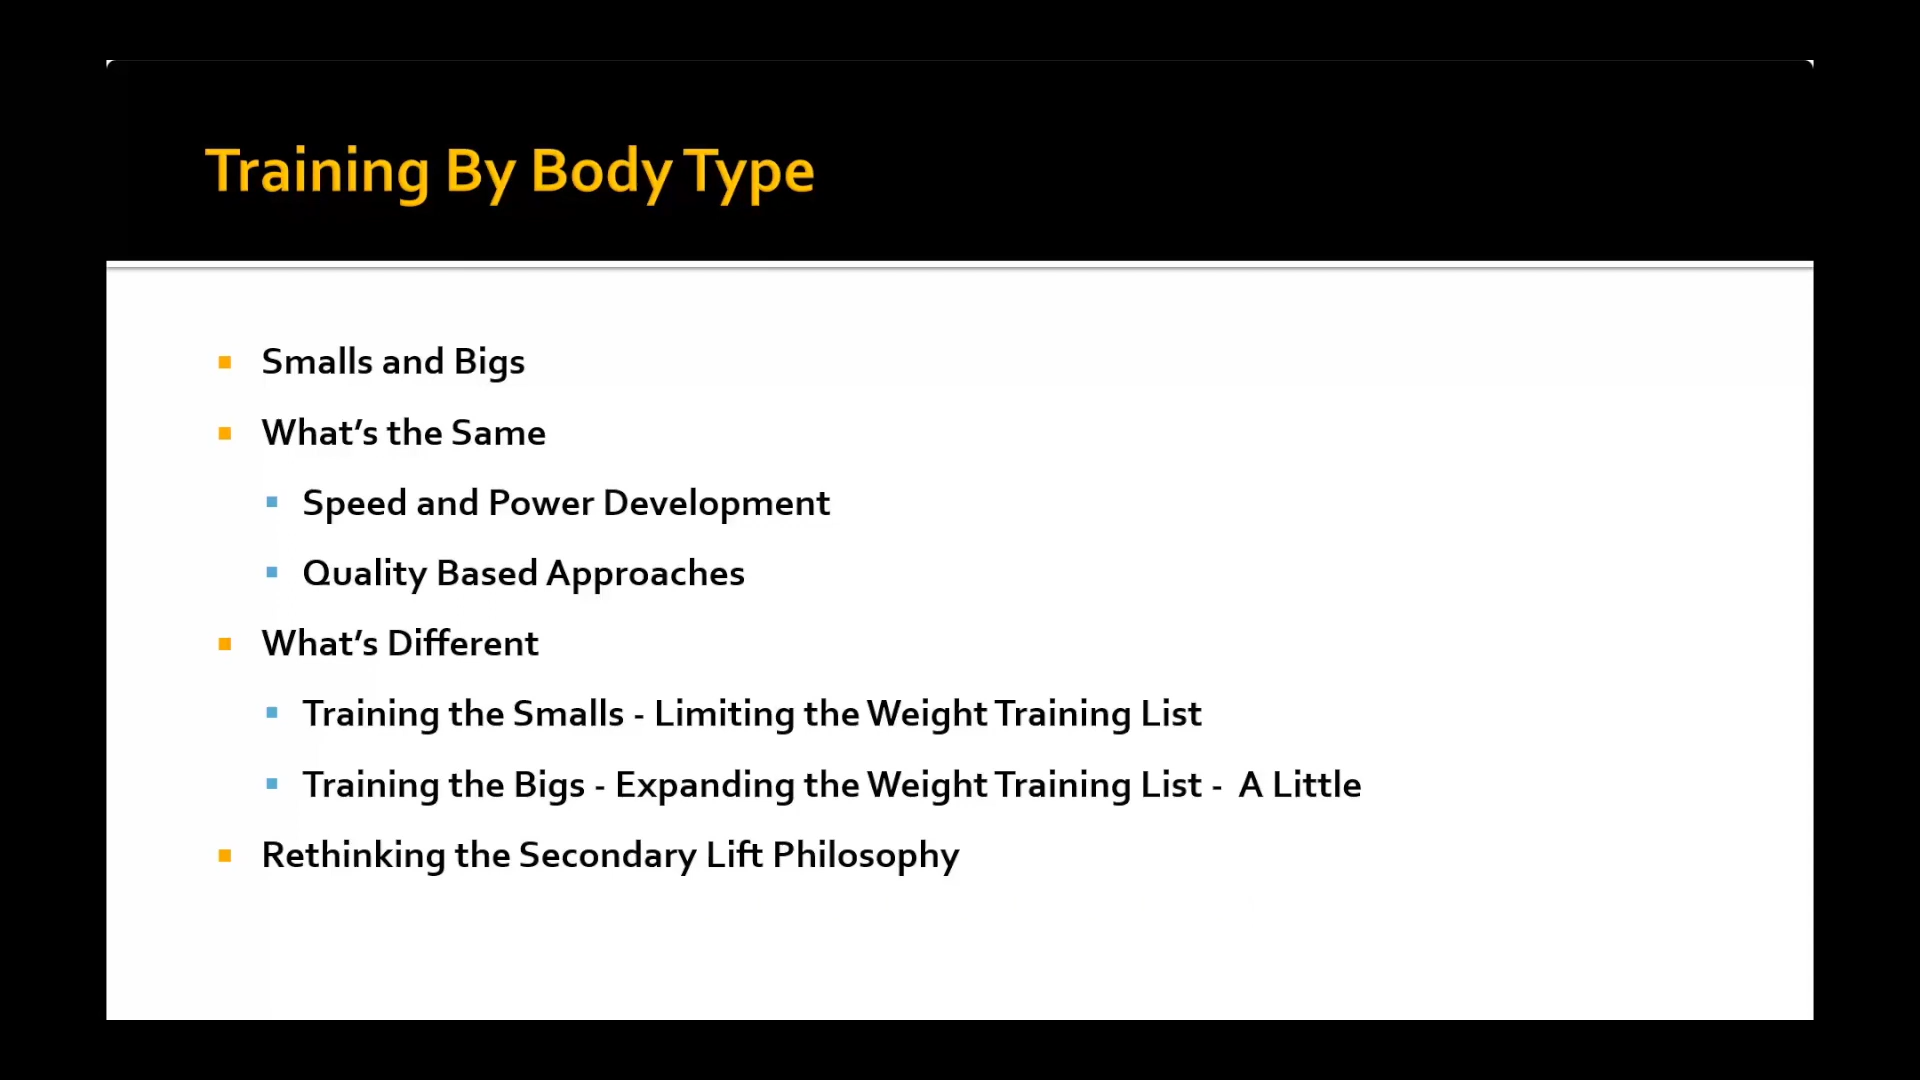 Training By Body Type
Smalls and Bigs
What’s the Same
Speed and Power Development
Quality Based Approaches
What’s Different
Training the Smalls - Limiting the Weight Training List
Training the Bigs - Expanding the Weight Training List -  A Little
Rethinking the Secondary Lift Philosophy